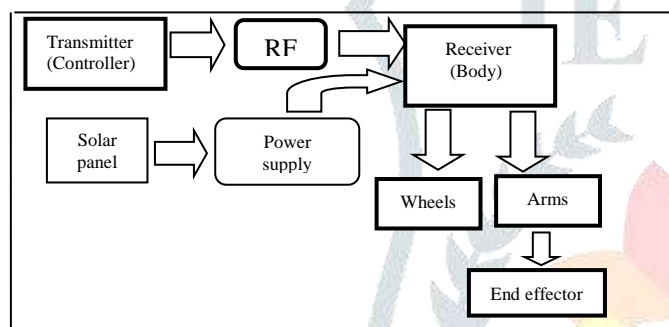 Transmitter
(Controller)
RF
Receiver
(Body)
Solar
panel
Power
supply
Wheels
Arms
End effector